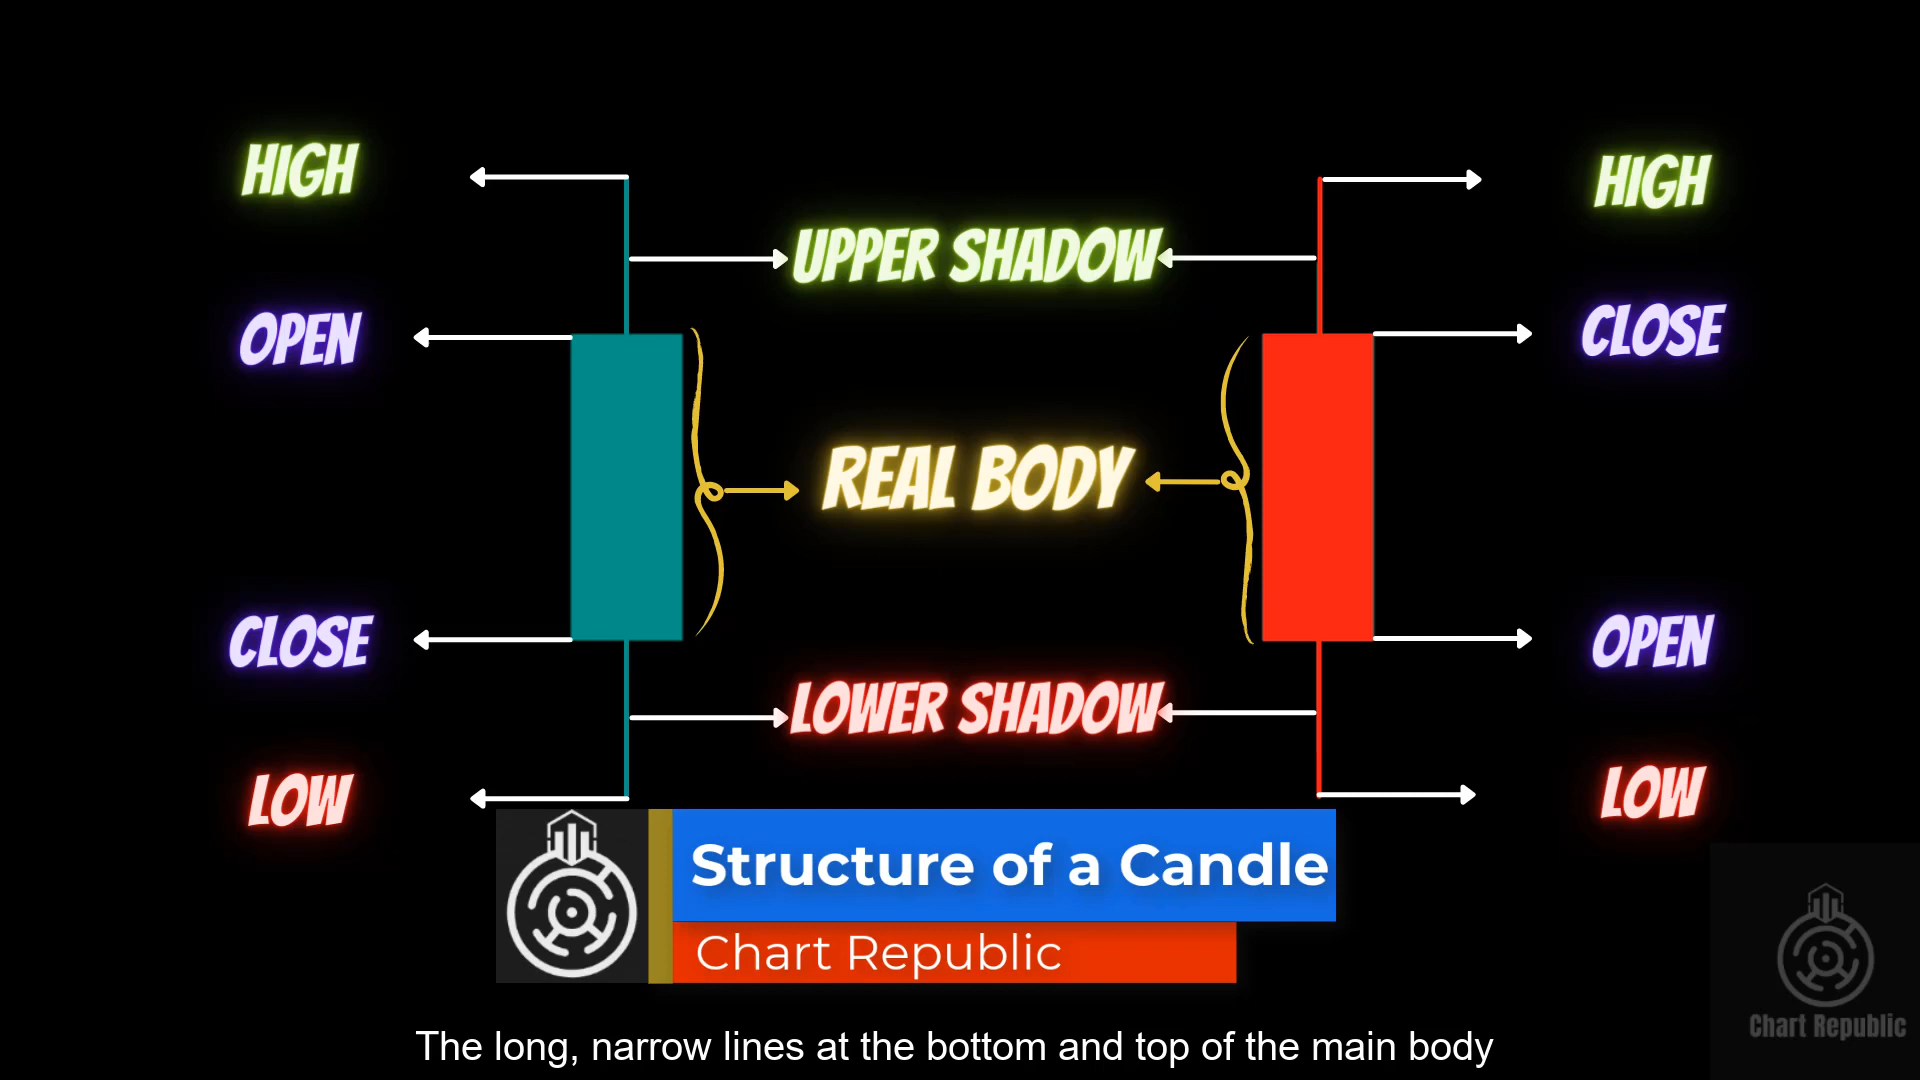 HIGH
HIGH
UPPER SHADOW
OPEN
CLOSE
REAL BODY
CLOSE
OPEN
LOWER SHADOW
LOW
LOW
Structure of a Candle
Chart Republic
Chart Republic
The long, narrow lines at the bottom and top of the main body